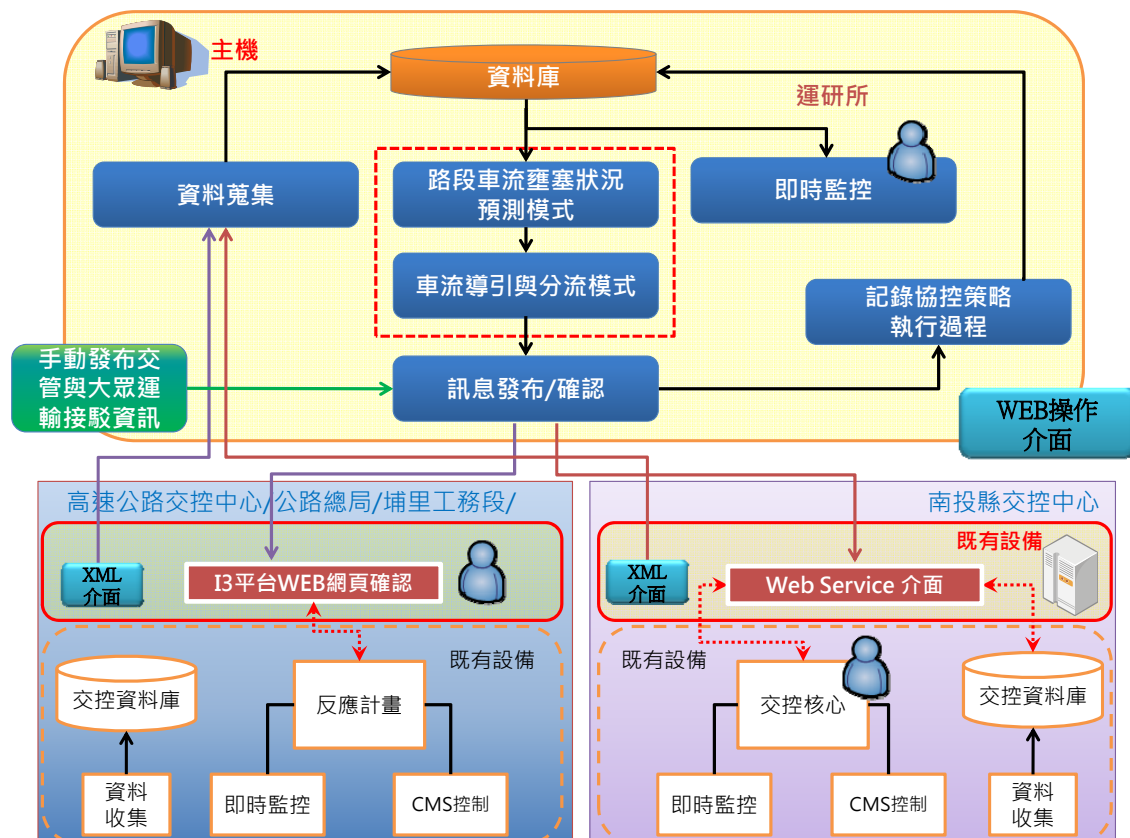 主機
資料庫
運研所
資料蒐集
路段車流壅塞狀況
預測模式
即時監控
車流導引與分流模式
記錄協控策略
執行過程
手動發布交
管與大眾運
輸接駁資訊
訊息發布/確認
WEB操作
介面
高速公路交控中心/公路總局/埔里工務段/
XML
介面
I3平台WEB網頁確認
既有設備
交控資料庫
反應計畫
資料
收集
即時監控
CMS控制
南投縣交控中心
既有設備
XML
介面
Web Service 介面
既有設備
交控核心
交控資料庫
即時監控
CMS控制
資料
收集